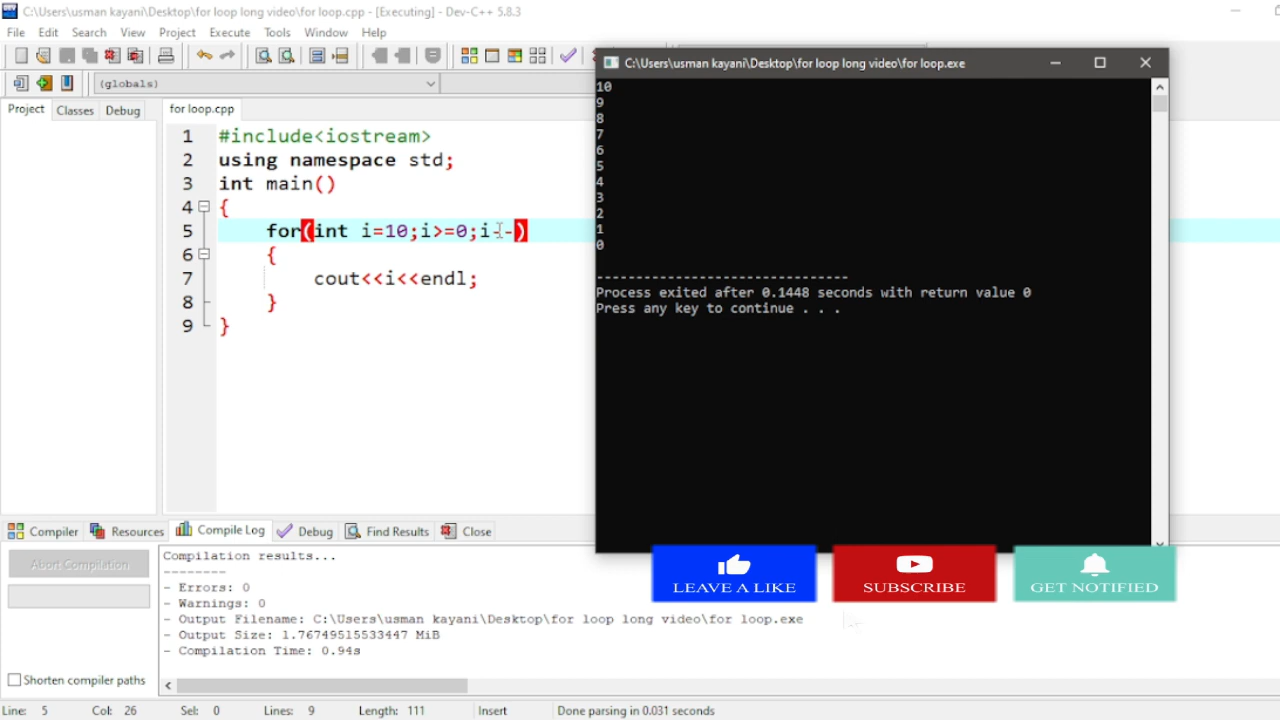 C:\Users\usman kayani\Desktop\for loop long video\for loop.cpp - [Executing] - Dev-C++ 5.8.3
File Edit Search View Project Execute Tools Window Help
(globals)
Project Classes Debug
for loop.cpp
1 #include<iostream>
2 using namespace std;
3 int main()
4 {
5 for(int i=10;i>=0;i--)
6 {
7 cout<<i<<endl;
8 }
9 }
C:\Users\usman kayani\Desktop\for loop long video\for loop.exe
10
9
8
7
6
5
4
3
2
1
0
--------------------------------
Process exited after 0.1448 seconds with return value 0
Press any key to continue . . .
Compiler Resources Compile Log Debug Find Results Close
Abort Compilation
Shorten compiler paths
Compilation results...
--------
- Errors: 0
- Warnings: 0
- Output Filename: C:\Users\usman kayani\Desktop\for loop long video\for loop.exe
- Output Size: 1.76749515533447 MiB
- Compilation Time: 0.94s
LEAVE A LIKE
SUBSCRIBE
GET NOTIFIED
Line: 5 Col: 26 Sel: 0 Lines: 9 Length: 111 Insert Done parsing in 0.031 seconds